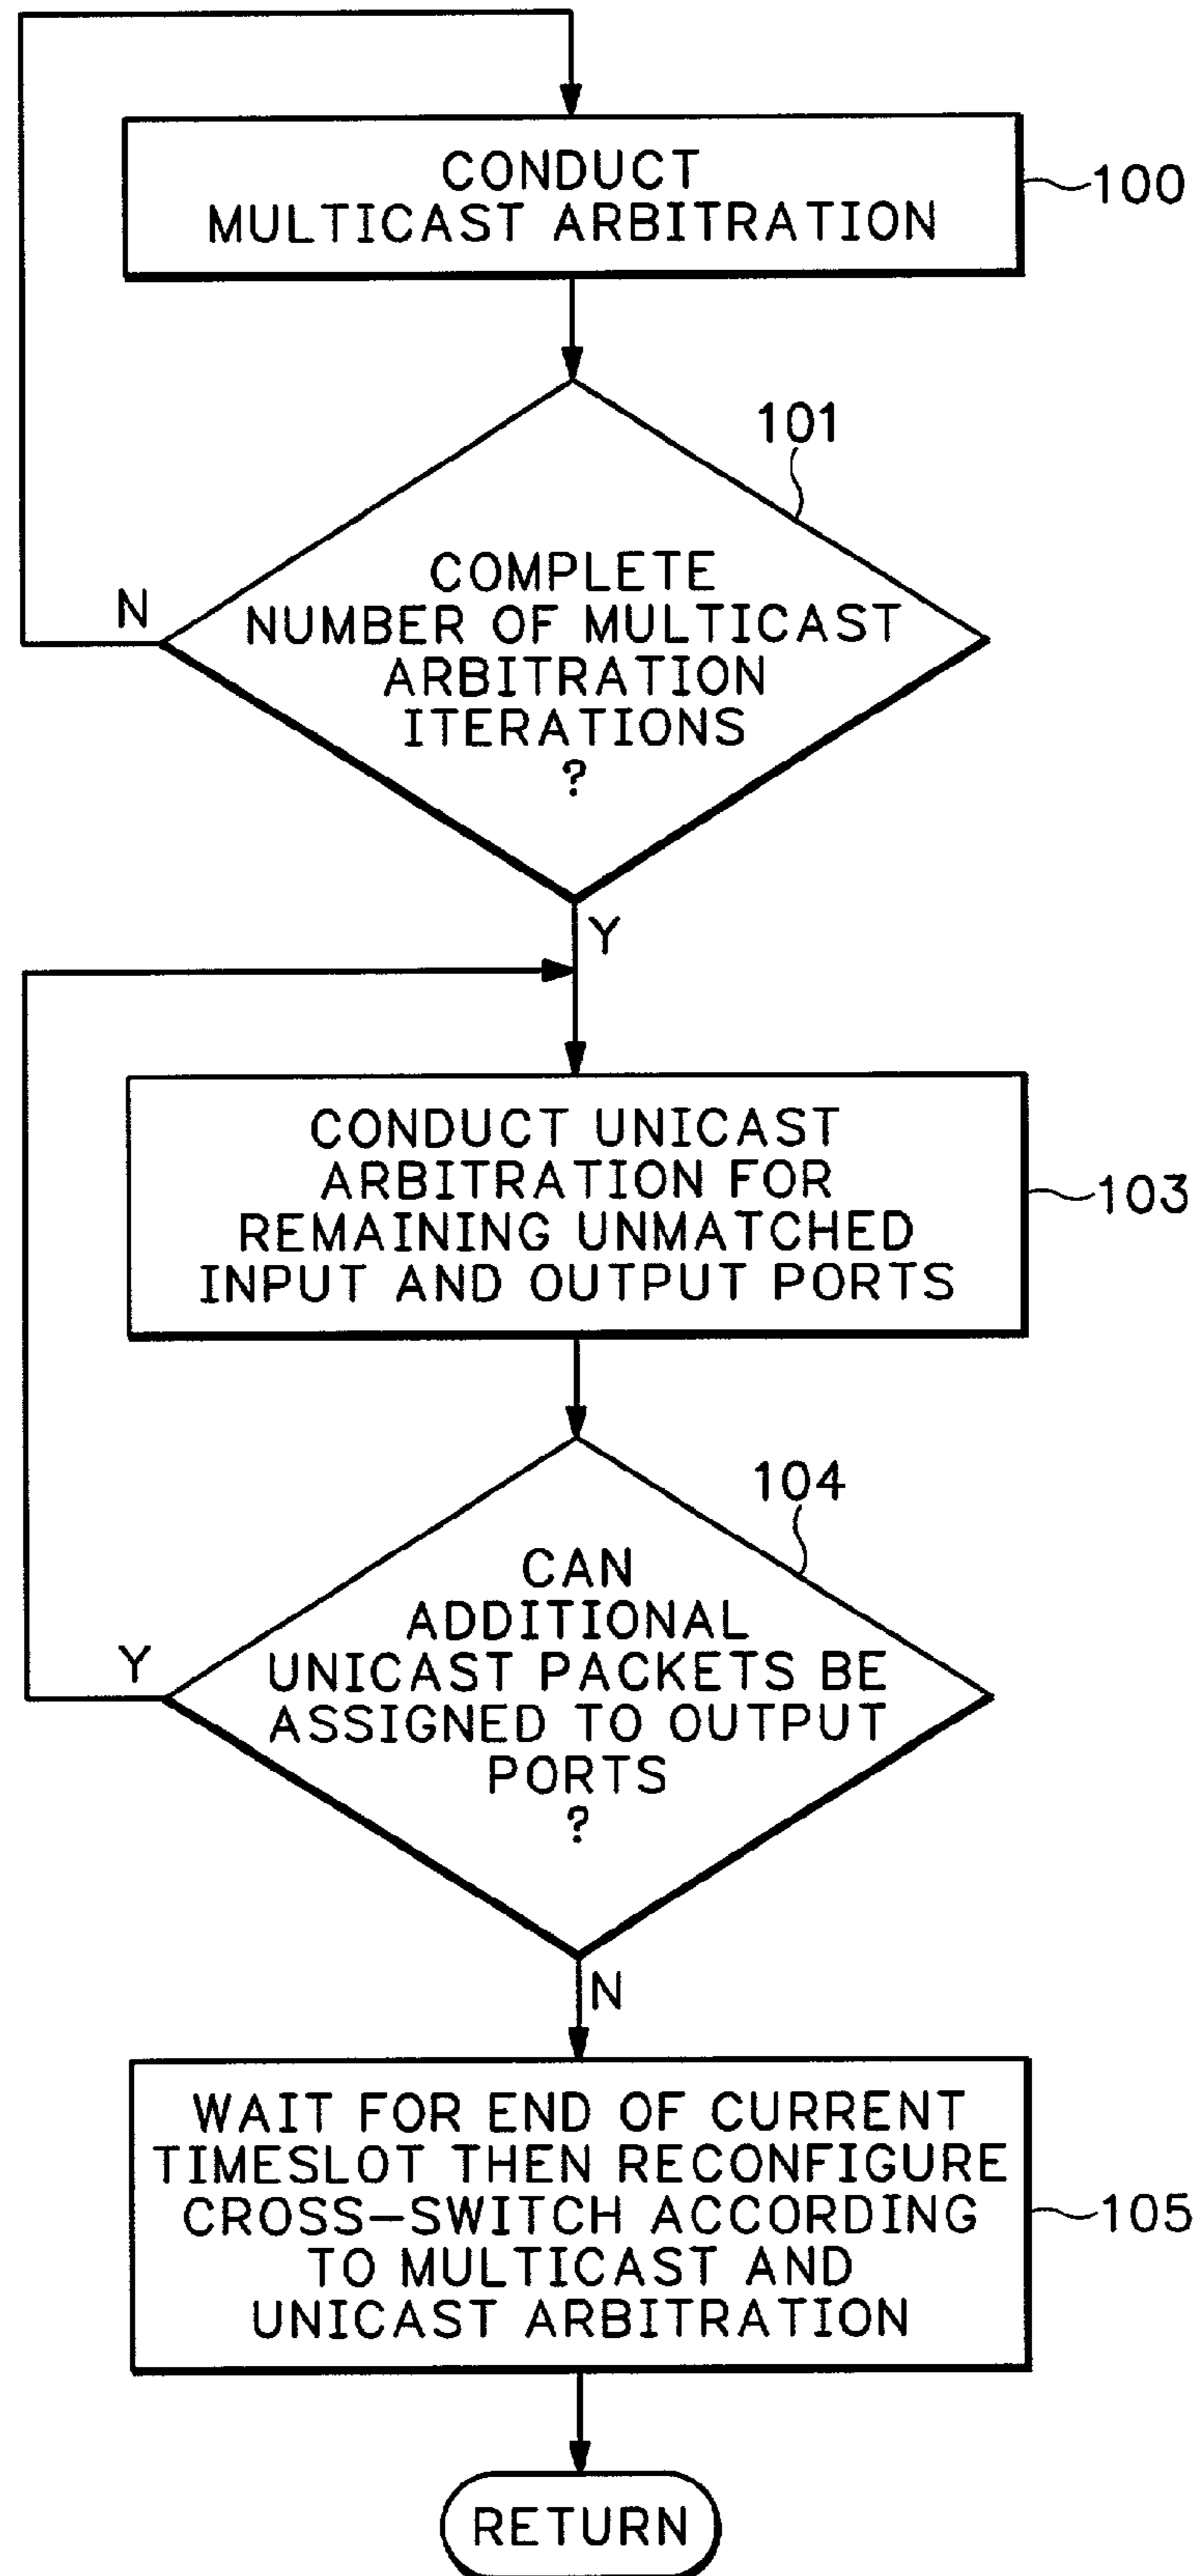 CONDUCT
MULTICAST ARBITRATION
100
101
COMPLETE
NUMBER OF MULTICAST
ARBITRATION
ITERATIONS
?
N
Y
CONDUCT UNICAST
ARBITRATION FOR
REMAINING UNMATCHED
INPUT AND OUTPUT PORTS
103
104
CAN
ADDITIONAL
UNICAST PACKETS BE
ASSIGNED TO OUTPUT
PORTS
?
Y
N
WAIT FOR END OF CURRENT
TIMESLOT THEN RECONFIGURE
CROSS-SWITCH ACCORDING
TO MULTICAST AND
UNICAST ARBITRATION
105
RETURN